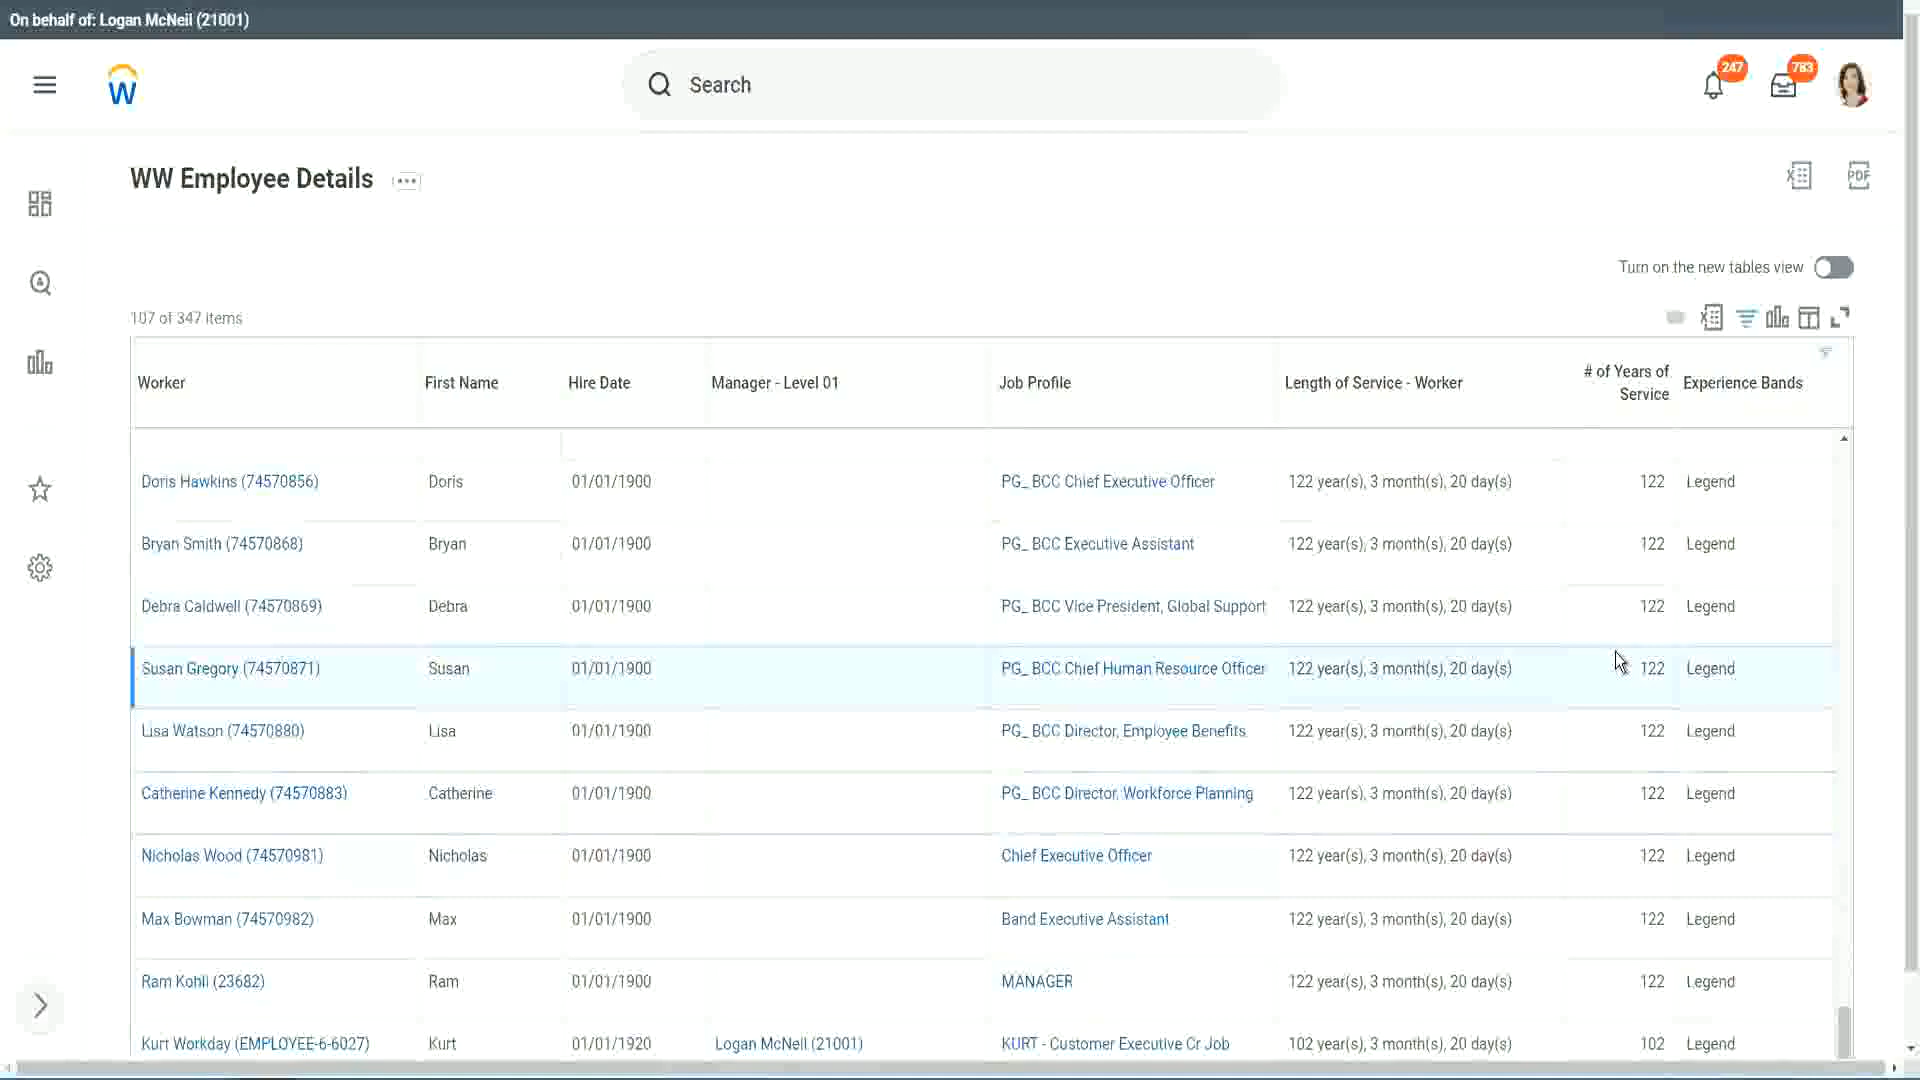 On behalf of: Logan McNeil (21001)
W
Search
247
783
WW Employee Details
PDF
Turn on the new tables view
107 of 347 items
Worker First Name Hire Date Manager - Level 01 Job Profile Length of Service - Worker # of Years of Service Experience Bands
Doris Hawkins (74570856) Doris 01/01/1900 PG_ BCC Chief Executive Officer 122 year(s), 3 month(s), 20 day(s) 122 Legend
Bryan Smith (74570868) Bryan 01/01/1900 PG_ BCC Executive Assistant 122 year(s), 3 month(s), 20 day(s) 122 Legend
Debra Caldwell (74570869) Debra 01/01/1900 PG_ BCC Vice President, Global Support 122 year(s), 3 month(s), 20 day(s) 122 Legend
Susan Gregory (74570871) Susan 01/01/1900 PG_ BCC Chief Human Resource Officer 122 year(s), 3 month(s), 20 day(s) 122 Legend
Lisa Watson (74570880) Lisa 01/01/1900 PG_ BCC Director, Employee Benefits 122 year(s), 3 month(s), 20 day(s) 122 Legend
Catherine Kennedy (74570883) Catherine 01/01/1900 PG_ BCC Director, Workforce Planning 122 year(s), 3 month(s), 20 day(s) 122 Legend
Nicholas Wood (74570981) Nicholas 01/01/1900 Chief Executive Officer 122 year(s), 3 month(s), 20 day(s) 122 Legend
Max Bowman (74570982) Max 01/01/1900 Band Executive Assistant 122 year(s), 3 month(s), 20 day(s) 122 Legend
Ram Kohli (23682) Ram 01/01/1900 MANAGER 122 year(s), 3 month(s), 20 day(s) 122 Legend
Kurt Workday (EMPLOYEE-6-6027) Kurt 01/01/1920 Logan McNeil (21001) KURT - Customer Executive Cr Job 102 year(s), 3 month(s), 20 day(s) 102 Legend